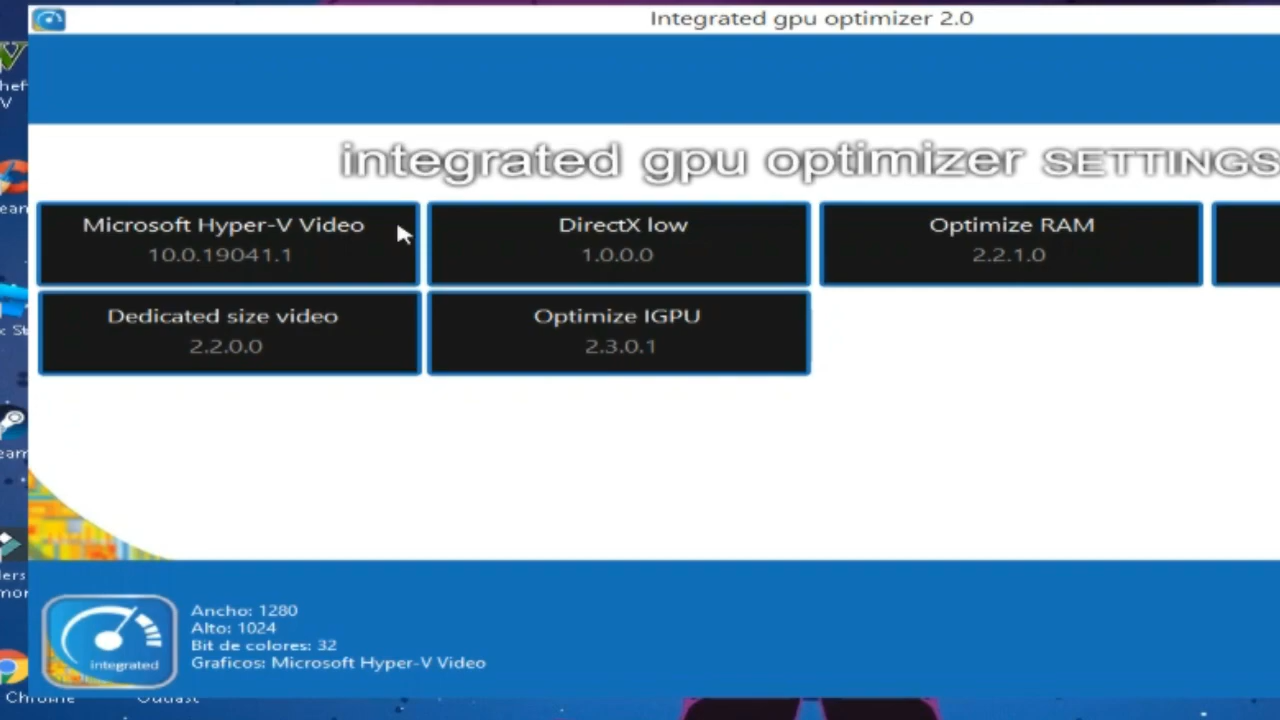 Integrated gpu optimizer 2.0
integrated gpu optimizer SETTINGS
Microsoft Hyper-V Video
10.0.19041.1
DirectX low
1.0.0.0
Optimize RAM
2.2.1.0
Dedicated size video
2.2.0.0
Optimize IGPU
2.3.0.1
V
integrated
Ancho: 1280
Alto: 1024
Bit de colores: 32
Graficos: Microsoft Hyper-V Video
Chrome
Outlast